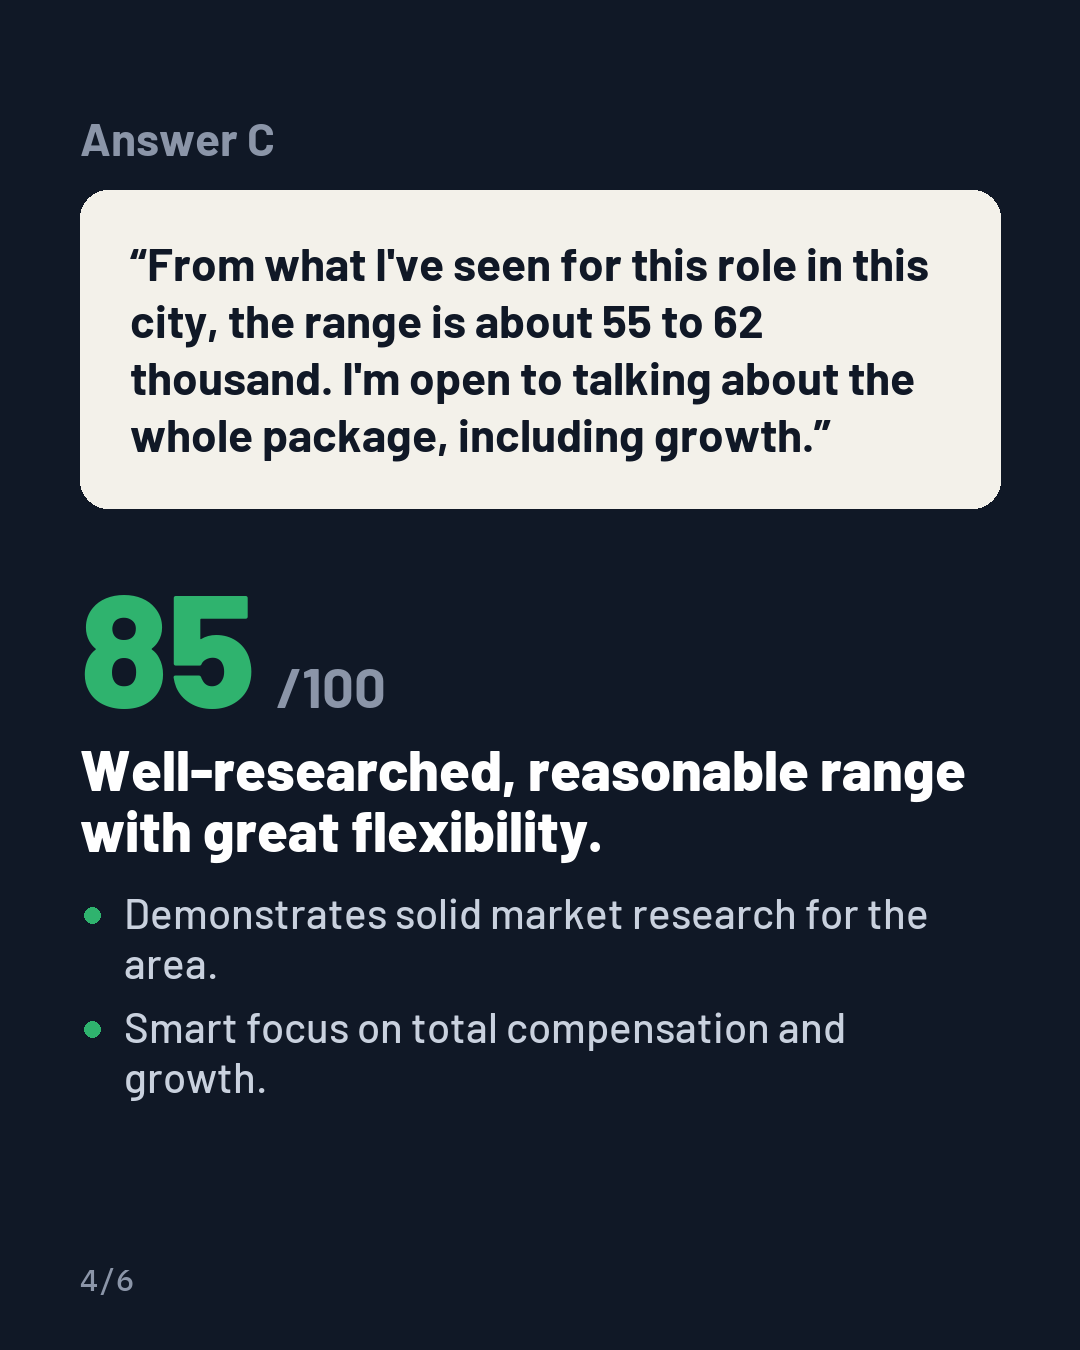 Answer C
“From what I've seen for this role in this
city, the range is about 55 to 62
thousand. I'm open to talking about the
whole package, including growth.”
85 /100
Well-researched, reasonable range
with great flexibility.
• Demonstrates solid market research for the
area.
• Smart focus on total compensation and
growth.
4/6